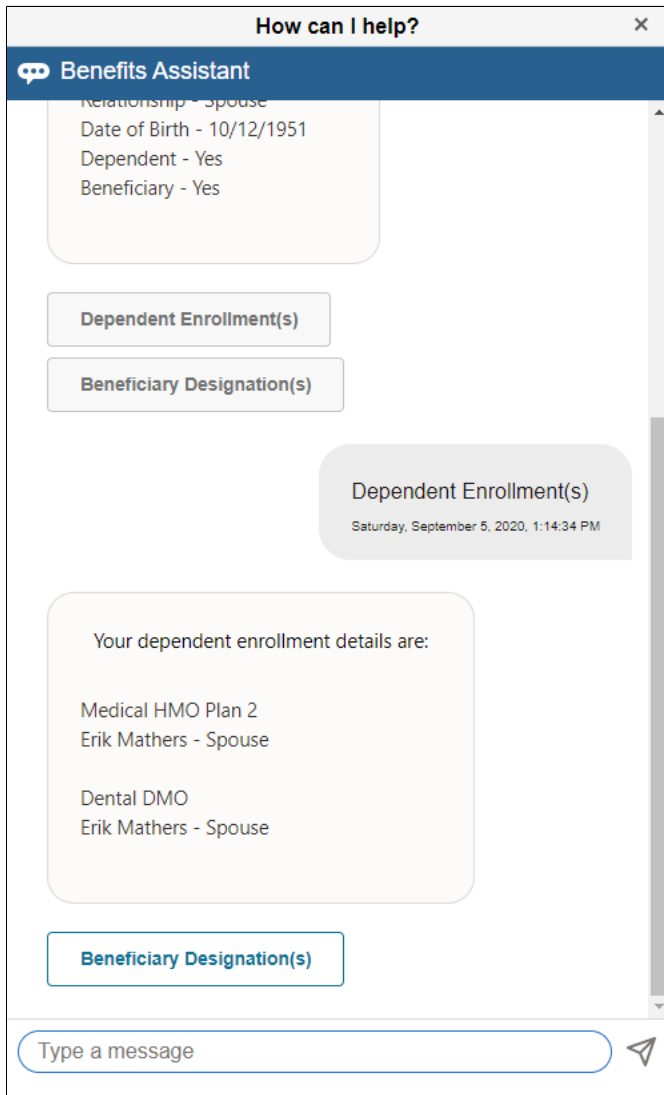 How can I help?
Benefits Assistant
Relationship - Spouse
Date of Birth - 10/12/1951
Dependent - Yes
Beneficiary - Yes
Dependent Enrollment(s)
Beneficiary Designation(s)
Dependent Enrollment(s)
Saturday, September 5, 2020, 1:14:34 PM
Your dependent enrollment details are:
Medical HMO Plan 2
Erik Mathers - Spouse
Dental DMO
Erik Mathers - Spouse
Beneficiary Designation(s)
Type a message